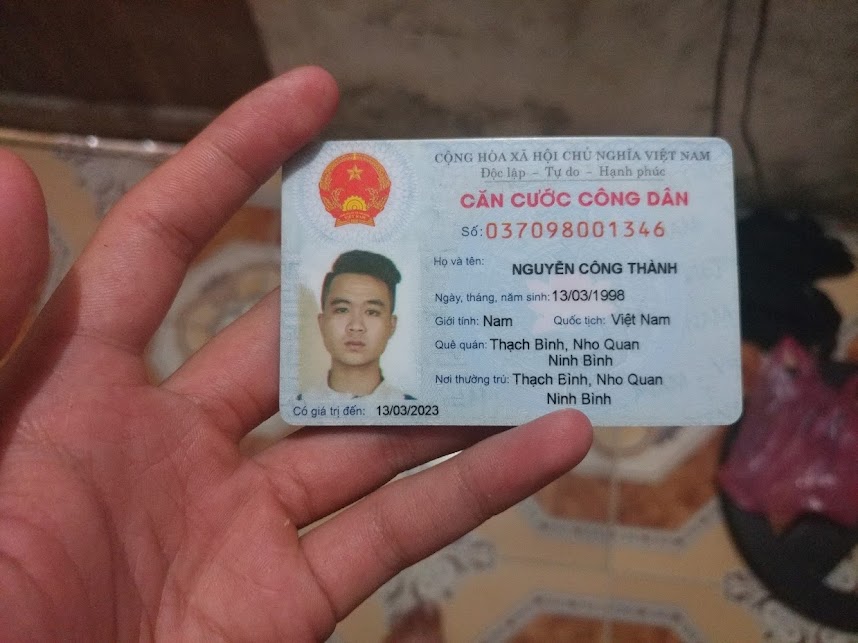 CỘNG HÒA XÃ HỘI CHỦ NGHĨA VIỆT NAM
Độc lập – Tự do – Hạnh phúc
CĂN CƯỚC CÔNG DÂN
Số: 037098001346
Họ và tên: NGUYỄN CÔNG THÀNH
Ngày, tháng, năm sinh: 13/03/1998
Giới tính: Nam Quốc tịch: Việt Nam
Quê quán: Thạch Bình, Nho Quan
Ninh Bình
Nơi thường trú: Thạch Bình, Nho Quan
Ninh Bình
Có giá trị đến: 13/03/2023